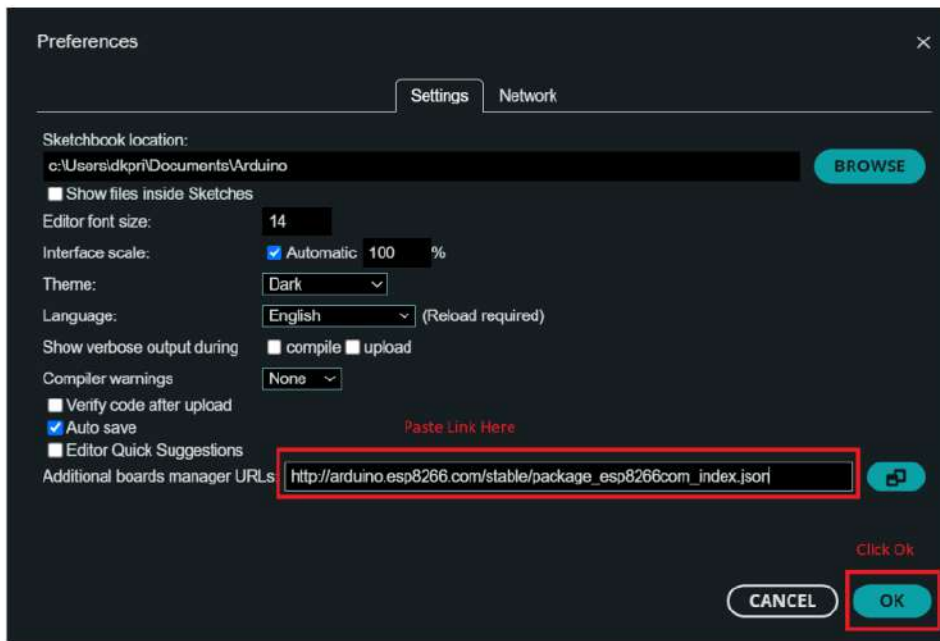 Preferences
Settings Network
Sketchbook location:
c:\Users\dkpri\Documents\Arduino BROWSE
Show files inside Sketches
Editor font size: 14
Interface scale: Automatic 100 %
Theme: Dark
Language: English (Reload required)
Show verbose output during compile upload
Compiler warnings None
Verify code after upload
Auto save Paste Link Here
Editor Quick Suggestions
Additional boards manager URLs: http://arduino.esp8266.com/stable/package_esp8266com_index.json
Click Ok
CANCEL OK